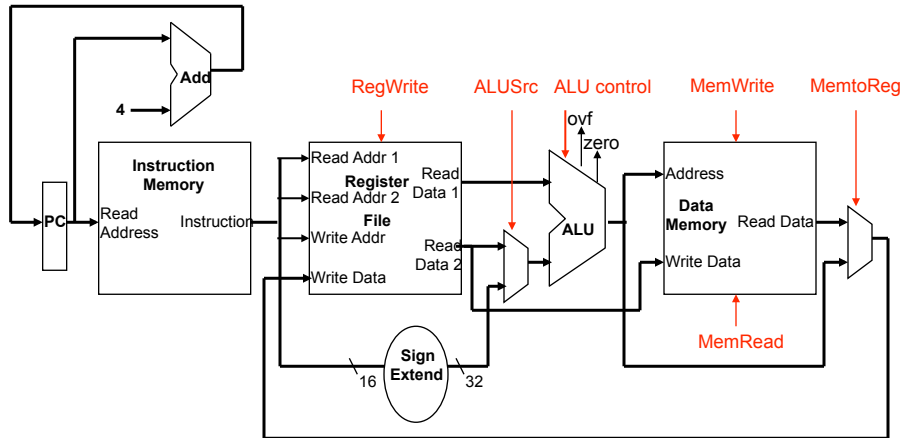 Add
4
RegWrite
ALUSrc
ALU control
MemWrite
MemtoReg
ovf
zero
PC
Instruction
Memory
Read
Address
Instruction
Read Addr 1
Register
Read Addr 2
File
Write Addr
Write Data
Read
Data 1
Read
Data 2
ALU
Address
Data
Memory
Read Data
Write Data
MemRead
Sign
Extend
16
32